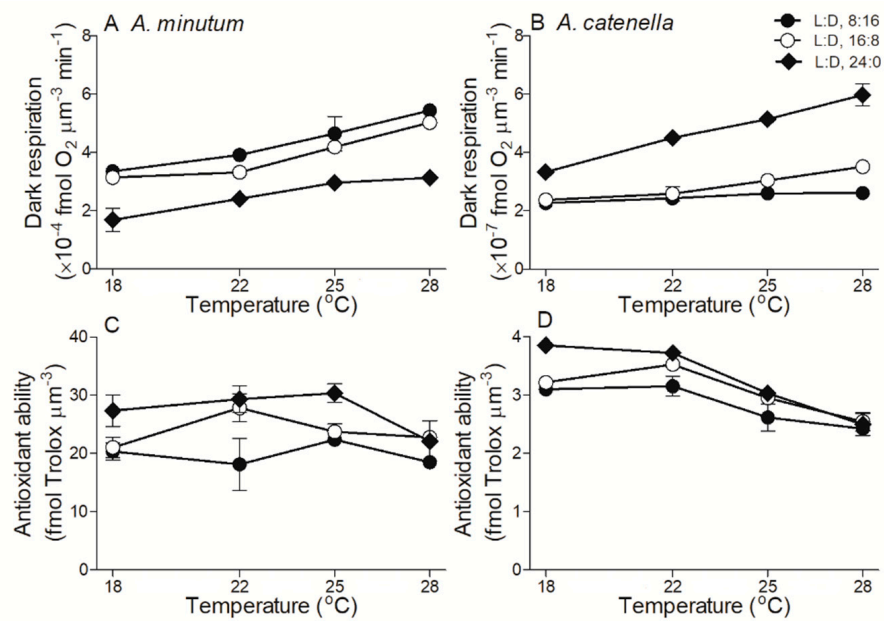 A A. minutum
Dark respiration
(×10⁻⁴ fmol O₂ μm⁻³ min⁻¹)
8
6
4
2
0
18 22 25 28
Temperature (°C)
B A. catenella
L:D, 8:16
L:D, 16:8
L:D, 24:0
Dark respiration
(×10⁻⁷ fmol O₂ μm⁻³ min⁻¹)
8
6
4
2
0
18 22 25 28
Temperature (°C)
C
Antioxidant ability
(fmol Trolox μm⁻³)
40
30
20
10
0
18 22 25 28
Temperature (°C)
D
Antioxidant ability
(fmol Trolox μm⁻³)
4
3
2
1
0
18 22 25 28
Temperature (°C)